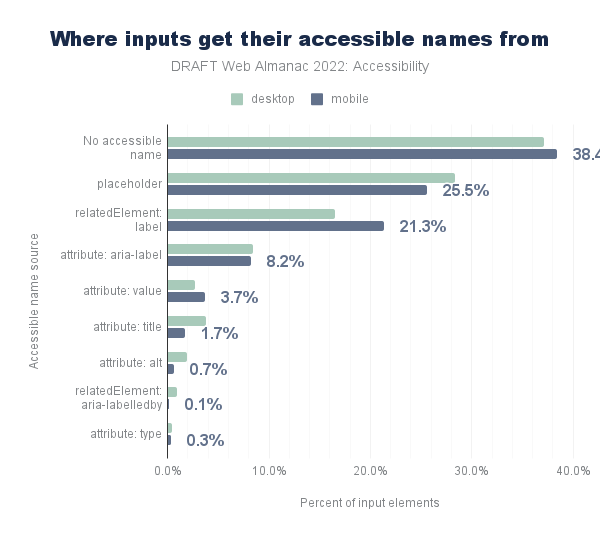 Where inputs get their accessible names from
DRAFT Web Almanac 2022: Accessibility
desktop
mobile
No accessible
name
38.4
placeholder
25.5%
relatedElement:
label
21.3%
attribute: aria-label
8.2%
attribute: value
3.7%
attribute: title
1.7%
attribute: alt
0.7%
relatedElement:
aria-labelledby
0.1%
attribute: type
0.3%
Accessible name source
0.0%
10.0%
20.0%
30.0%
40.0%
Percent of input elements